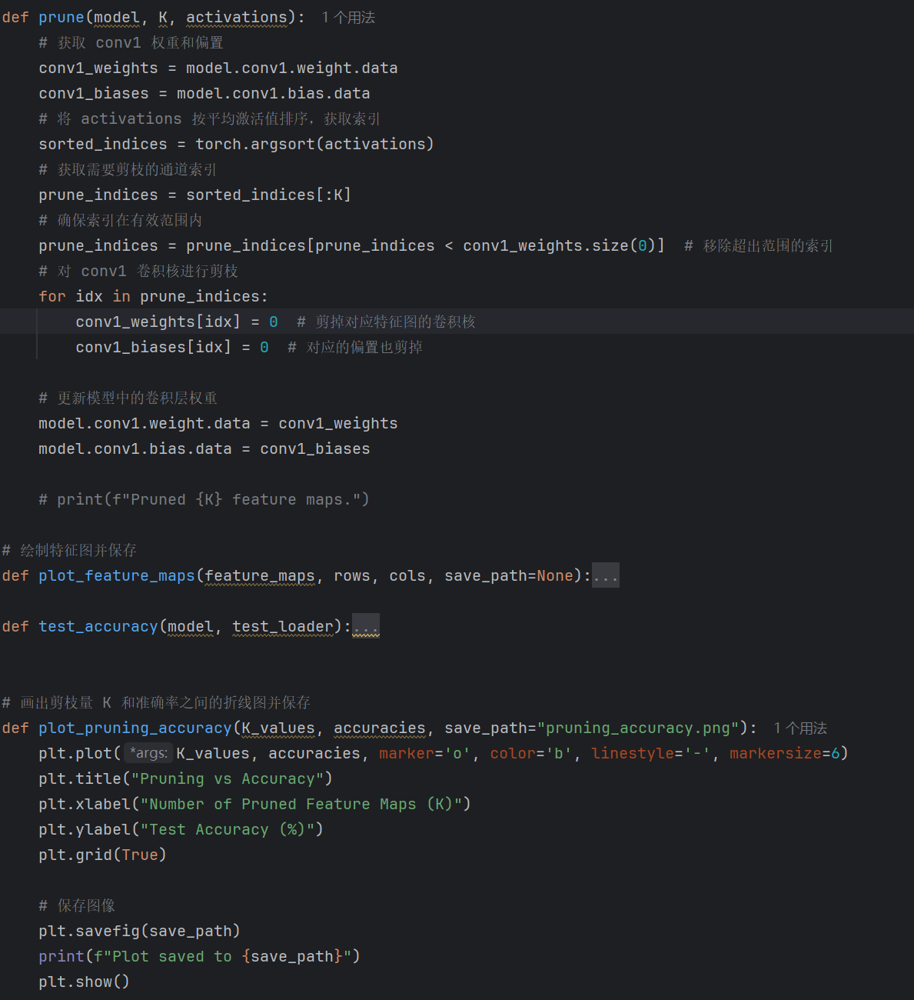 def prune(model, K, activations):  1 个用法
    # 获取 conv1 权重和偏置
    conv1_weights = model.conv1.weight.data
    conv1_biases = model.conv1.bias.data
    # 将 activations 按平均激活值排序，获取索引
    sorted_indices = torch.argsort(activations)
    # 获取需要剪枝的通道索引
    prune_indices = sorted_indices[:K]
    # 确保索引在有效范围内
    prune_indices = prune_indices[prune_indices < conv1_weights.size(0)]  # 移除超出范围的索引
    # 对 conv1 卷积核进行剪枝
    for idx in prune_indices:
        conv1_weights[idx] = 0  # 剪掉对应特征图的卷积核
        conv1_biases[idx] = 0  # 对应的偏置也剪掉
    # 更新模型中的卷积层权重
    model.conv1.weight.data = conv1_weights
    model.conv1.bias.data = conv1_biases
    # print(f"Pruned {K} feature maps.")
# 绘制特征图并保存
def plot_feature_maps(feature_maps, rows, cols, save_path=None):...
def test_accuracy(model, test_loader):...
# 画出剪枝量 K 和准确率之间的折线图并保存
def plot_pruning_accuracy(K_values, accuracies, save_path="pruning_accuracy.png"):  1 个用法
    plt.plot( *args: K_values, accuracies, marker='o', color='b', linestyle='-', markersize=6)
    plt.title("Pruning vs Accuracy")
    plt.xlabel("Number of Pruned Feature Maps (K)")
    plt.ylabel("Test Accuracy (%)")
    plt.grid(True)
    # 保存图像
    plt.savefig(save_path)
    print(f"Plot saved to {save_path}")
    plt.show()